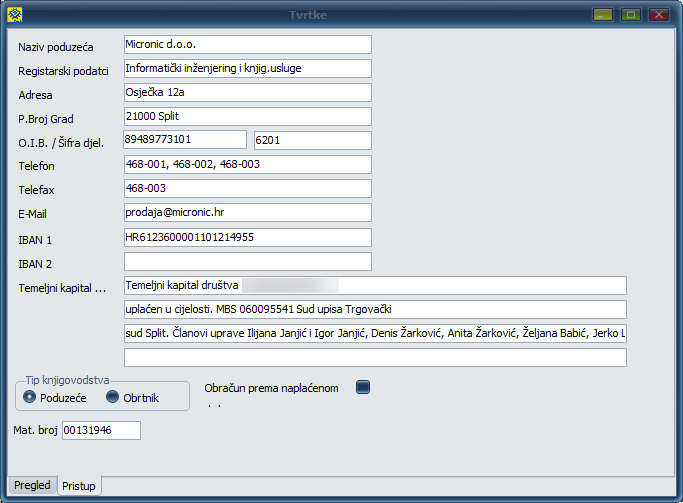 Tvrtke
Naziv poduzeća Micronic d.o.o.
Registarski podatci Informatički inženjering i knjig.usluge
Adresa Osječka 12a
P.Broj Grad 21000 Split
O.I.B. / Šifra djel. 89489773101 6201
Telefon 468-001, 468-002, 468-003
Telefax 468-003
E-Mail prodaja@micronic.hr
IBAN 1 HR6123600001101214955
IBAN 2
Temeljni kapital ... Temeljni kapital društva
uplaćen u cijelosti. MBS 060095541 Sud upisa Trgovački
sud Split. Članovi uprave Ilijana Janjić i Igor Janjić, Denis Žarković, Anita Žarković, Željana Babić, Jerko
Tip knjigovodstva
Poduzeće Obrtnik Obračun prema naplaćenom
Mat. broj 00131946
Pregled Pristup